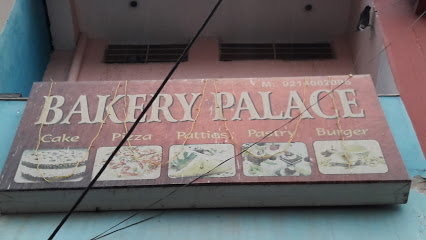 BAKERY PALACE
Cake Pizza Patties Pastry Burger